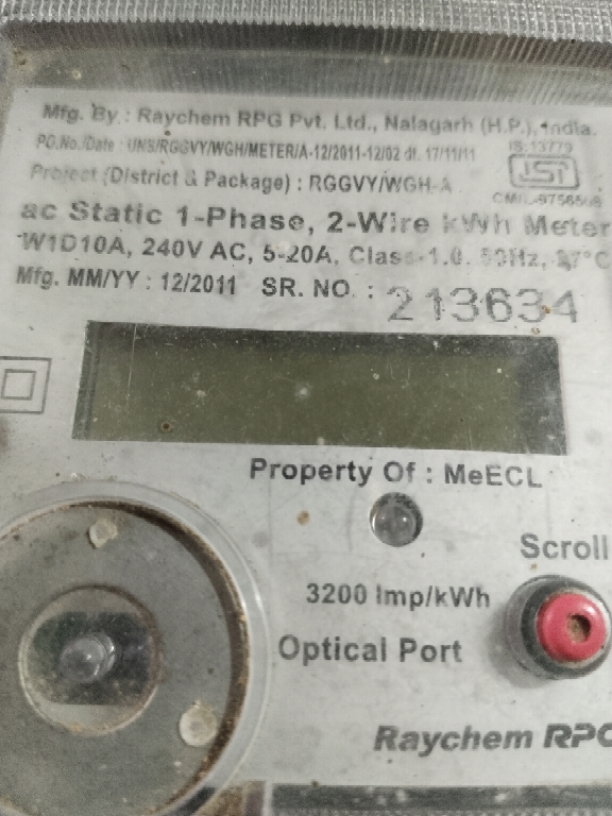 Mfg. By : Raychem RPG Pvt. Ltd., Nalagarh (H.P.), India.
PO.No./Date : UNS/RGGVY/WGH/METER/A-12/2011-12/02 dt. 17/11/11
IS:13779
Project (District & Package) : RGGVY/WGH-A
ISI
ac Static 1-Phase, 2-Wire kWh Meter
W1D10A, 240V AC, 5-20A, Class-1.0. 50Hz, 27°C
Mfg. MM/YY : 12/2011 SR. NO. : 213634
Property Of : MeECL
Scroll
3200 Imp/kWh
Optical Port
Raychem RPG